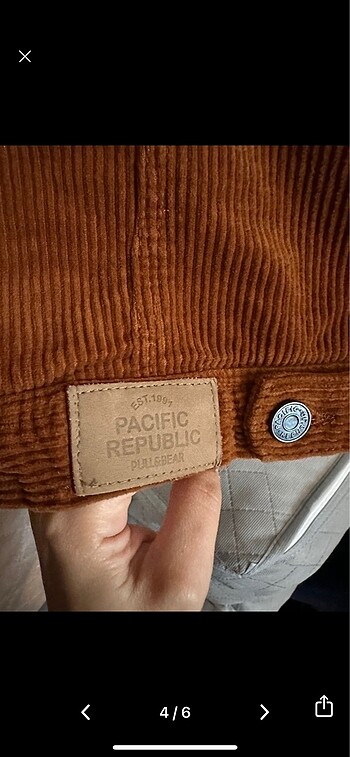 EST.1991
PACIFIC
REPUBLIC
PULL&BEAR
4/6